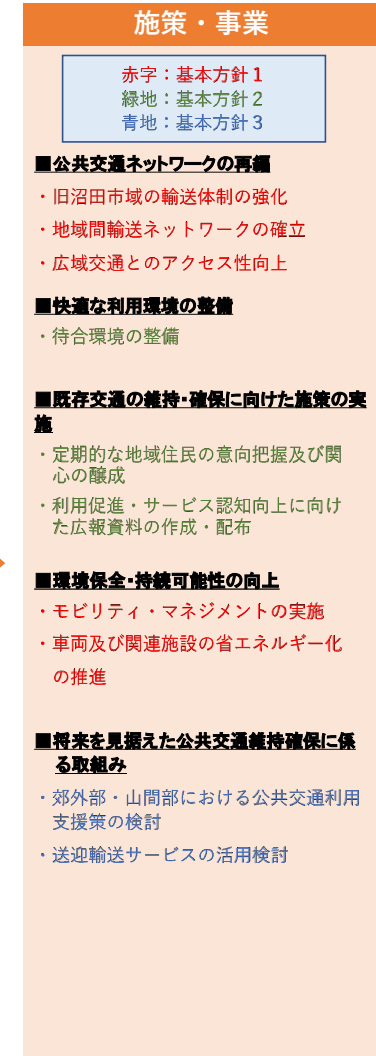 施策・事業
赤字：基本方針１
緑地：基本方針２
青地：基本方針３
■公共交通ネットワークの再編
・旧沼田市域の輸送体制の強化
・地域間輸送ネットワークの確立
・広域交通とのアクセス性向上
■快適な利用環境の整備
・待合環境の整備
■既存交通の維持・確保に向けた施策の実
施
・定期的な地域住民の意向把握及び関
心の醸成
・利用促進・サービス認知向上に向け
た広報資料の作成・配布
■環境保全・持続可能性の向上
・モビリティ・マネジメントの実施
・車両及び関連施設の省エネルギー化
の推進
■将来を見据えた公共交通維持確保に係
る取組み
・郊外部・山間部における公共交通利用
支援策の検討
・送迎輸送サービスの活用検討